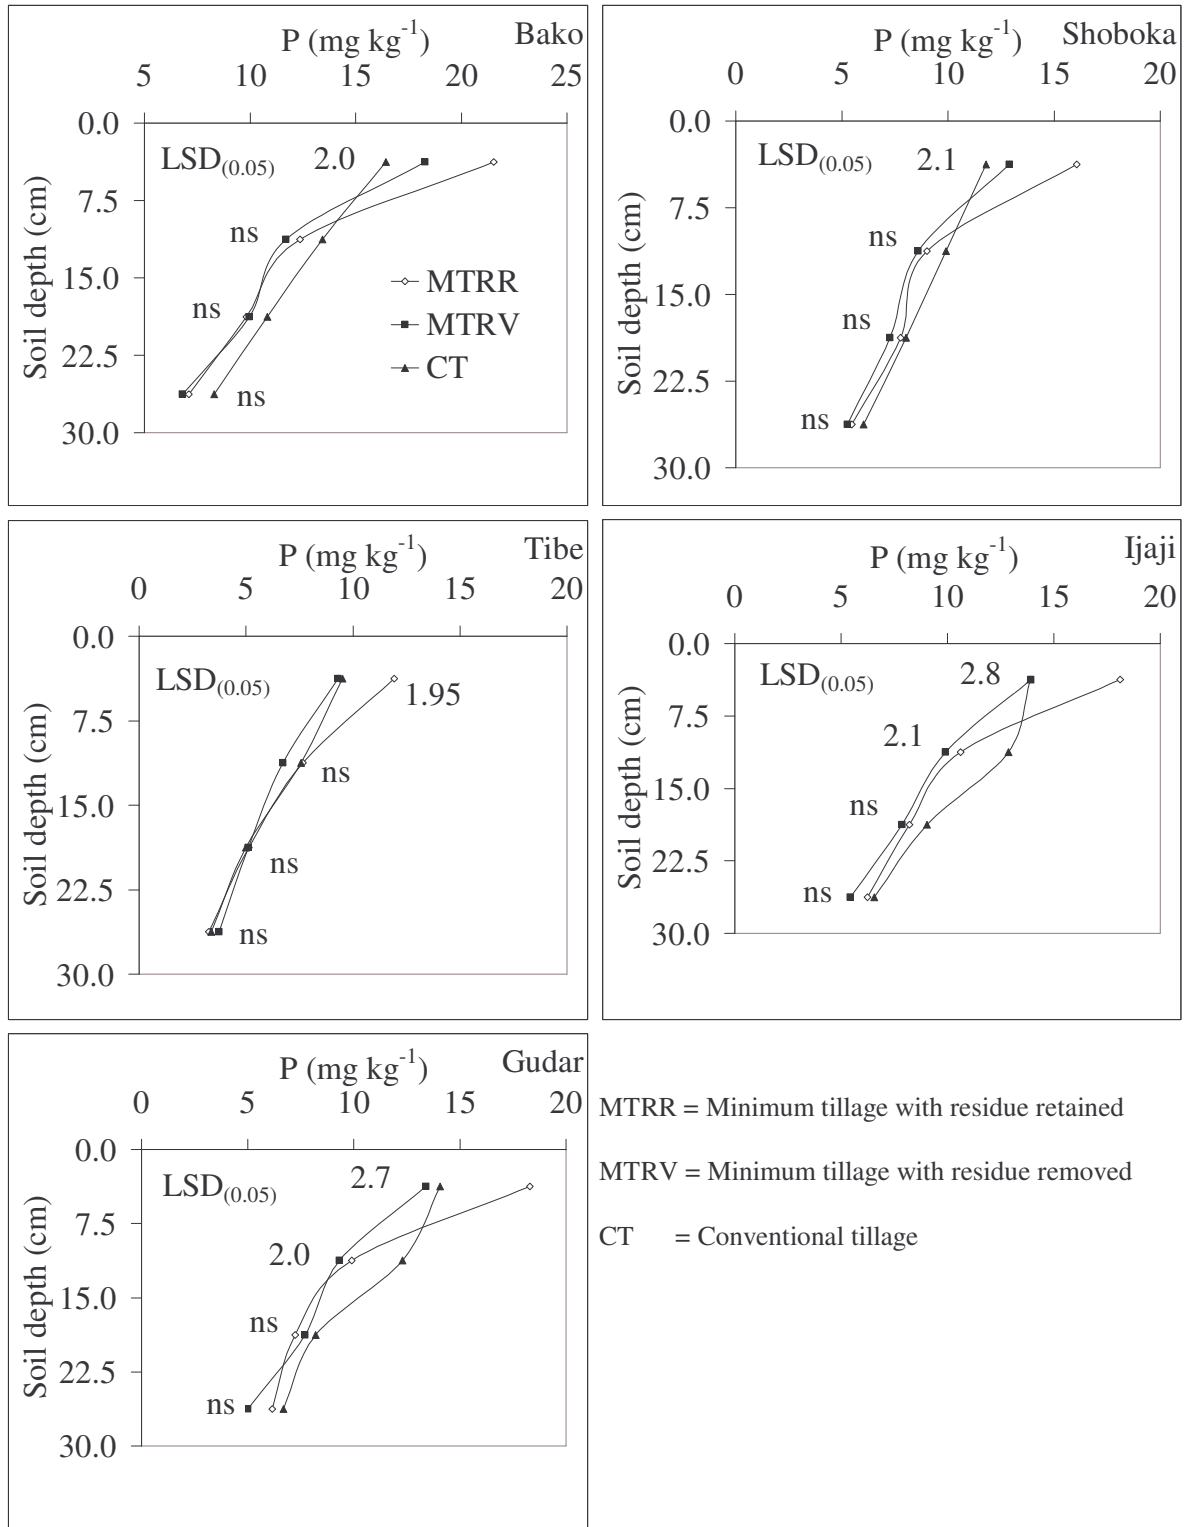 P (mg kg-1) Bako
5 10 15 20 25
0.0
LSD(0.05) 2.0
7.5
ns
15.0
MTRR
ns
MTRV
22.5
CT
ns
30.0
Soil depth (cm)
P (mg kg-1) Shoboka
0 5 10 15 20
0.0
LSD(0.05) 2.1
7.5
ns
15.0
ns
22.5
ns
30.0
Soil depth (cm)
P (mg kg-1) Tibe
0 5 10 15 20
0.0
LSD(0.05) 1.95
7.5
ns
15.0
ns
22.5
ns
30.0
Soil depth (cm)
P (mg kg-1) Ijaji
0 5 10 15 20
0.0
LSD(0.05) 2.8
7.5
2.1
15.0
ns
22.5
ns
30.0
Soil depth (cm)
P (mg kg-1) Gudar
0 5 10 15 20
0.0
LSD(0.05) 2.7
7.5
2.0
15.0
ns
22.5
ns
30.0
Soil depth (cm)
MTRR = Minimum tillage with residue retained
MTRV = Minimum tillage with residue removed
CT = Conventional tillage